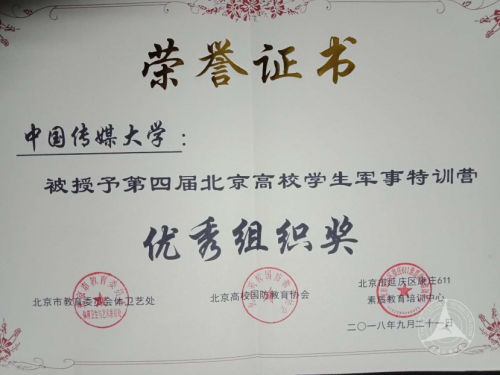 荣誉证书
中国传媒大学：
被授予第四届北京高校学生军事特训营
优秀组织奖
北京市教育委员会体卫艺处
北京高校国防教育协会
北京市延庆区康庄611
素质教育培训中心
二〇一八年九月二十一日